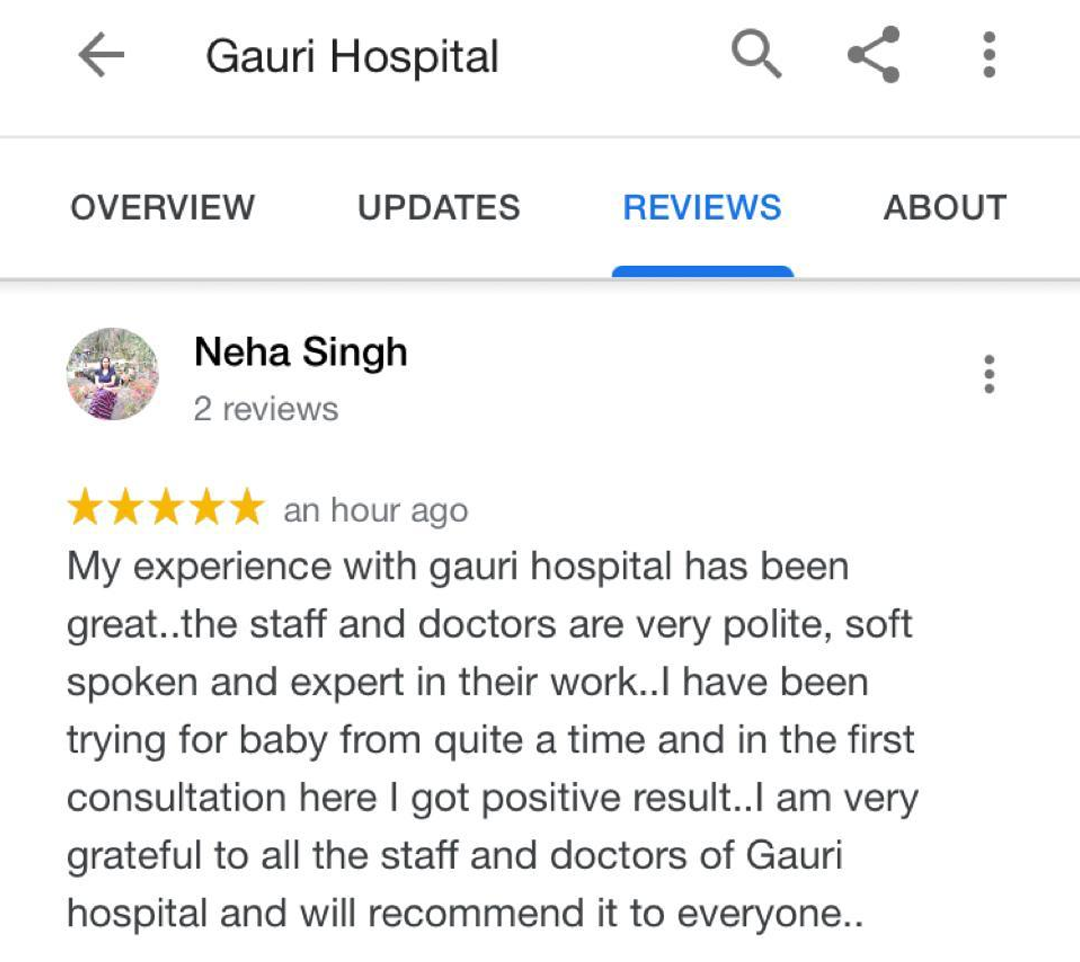 Gauri Hospital
OVERVIEW UPDATES REVIEWS ABOUT
Neha Singh
2 reviews
an hour ago
My experience with gauri hospital has been
great..the staff and doctors are very polite, soft
spoken and expert in their work..I have been
trying for baby from quite a time and in the first
consultation here I got positive result..I am very
grateful to all the staff and doctors of Gauri
hospital and will recommend it to everyone..